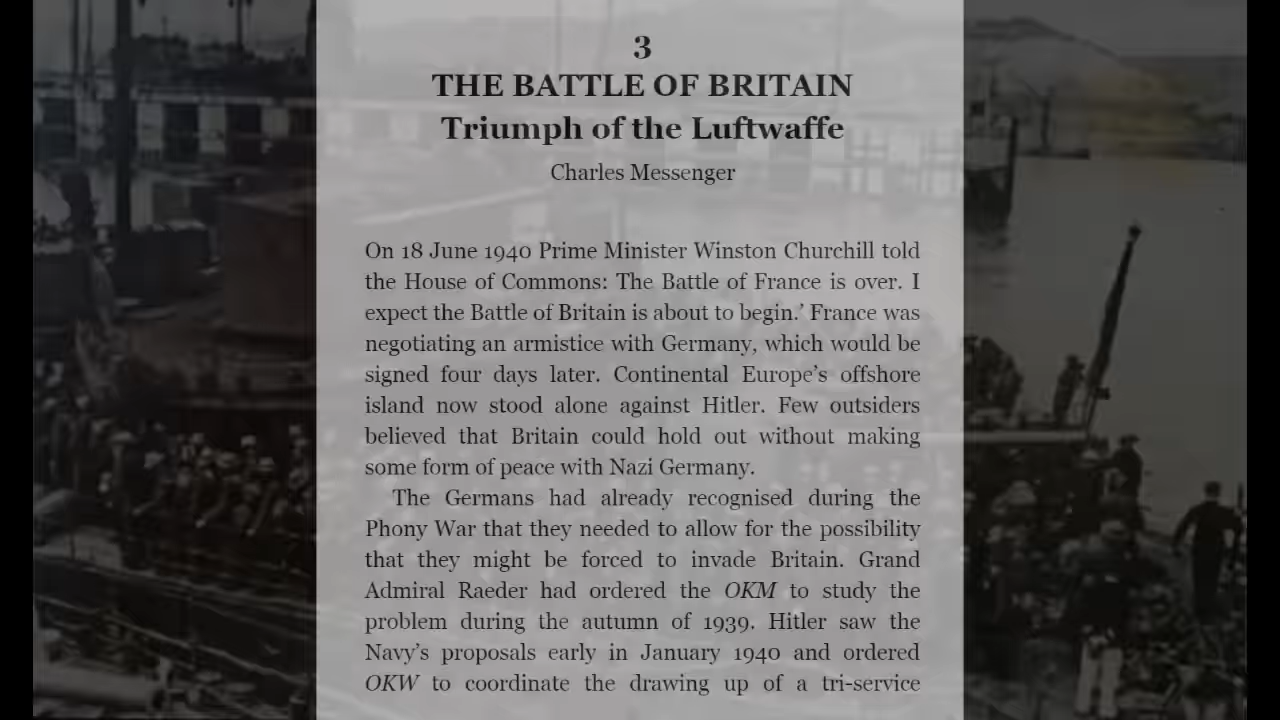 3
THE BATTLE OF BRITAIN
Triumph of the Luftwaffe
Charles Messenger
On 18 June 1940 Prime Minister Winston Churchill told
the House of Commons: The Battle of France is over. I
expect the Battle of Britain is about to begin.’ France was
negotiating an armistice with Germany, which would be
signed four days later. Continental Europe’s offshore
island now stood alone against Hitler. Few outsiders
believed that Britain could hold out without making
some form of peace with Nazi Germany.
The Germans had already recognised during the
Phony War that they needed to allow for the possibility
that they might be forced to invade Britain. Grand
Admiral Raeder had ordered the OKM to study the
problem during the autumn of 1939. Hitler saw the
Navy’s proposals early in January 1940 and ordered
OKW to coordinate the drawing up of a tri-service